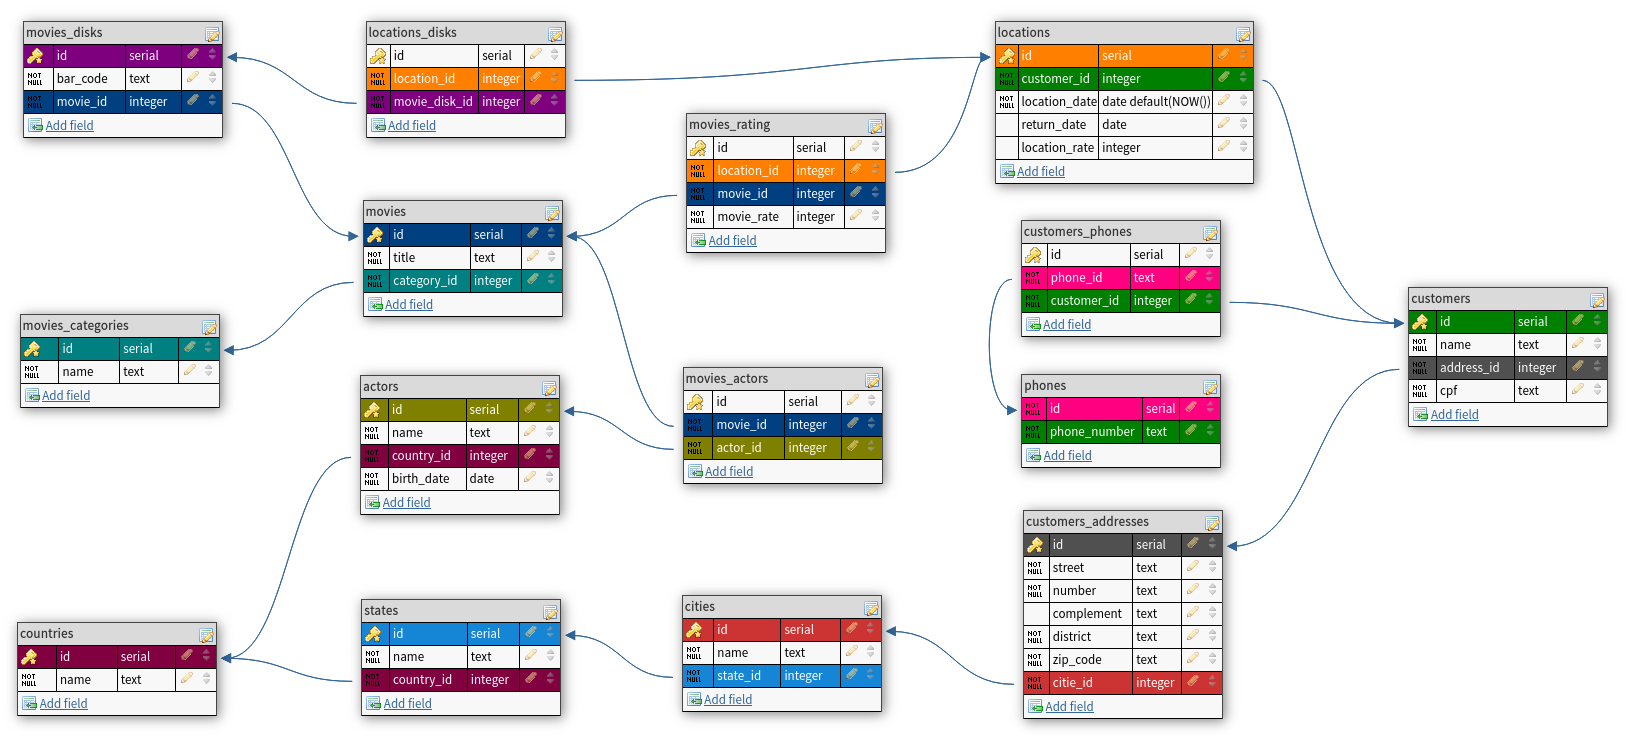 movies_disks
id serial
NOT NULL bar_code text
NOT NULL movie_id integer
Add field
locations_disks
id serial
NOT NULL location_id integer
NOT NULL movie_disk_id integer
Add field
locations
id serial
NOT NULL customer_id integer
NOT NULL location_date date default(NOW())
return_date date
location_rate integer
Add field
movies_rating
id serial
NOT NULL location_id integer
NOT NULL movie_id integer
NOT NULL movie_rate integer
Add field
movies
id serial
NOT NULL title text
NOT NULL category_id integer
Add field
customers_phones
id serial
NOT NULL phone_id text
NOT NULL customer_id integer
Add field
customers
id serial
NOT NULL name text
NOT NULL address_id integer
NOT NULL cpf text
Add field
movies_categories
id serial
NOT NULL name text
Add field
actors
id serial
NOT NULL name text
NOT NULL country_id integer
NOT NULL birth_date date
Add field
movies_actors
id serial
NOT NULL movie_id integer
NOT NULL actor_id integer
Add field
phones
NOT NULL id serial
NOT NULL phone_number text
Add field
customers_addresses
id serial
NOT NULL street text
NOT NULL number text
complement text
NOT NULL district text
NOT NULL zip_code text
NOT NULL citie_id integer
Add field
countries
id serial
NOT NULL name text
Add field
states
id serial
NOT NULL name text
NOT NULL country_id integer
Add field
cities
id serial
NOT NULL name text
NOT NULL state_id integer
Add field